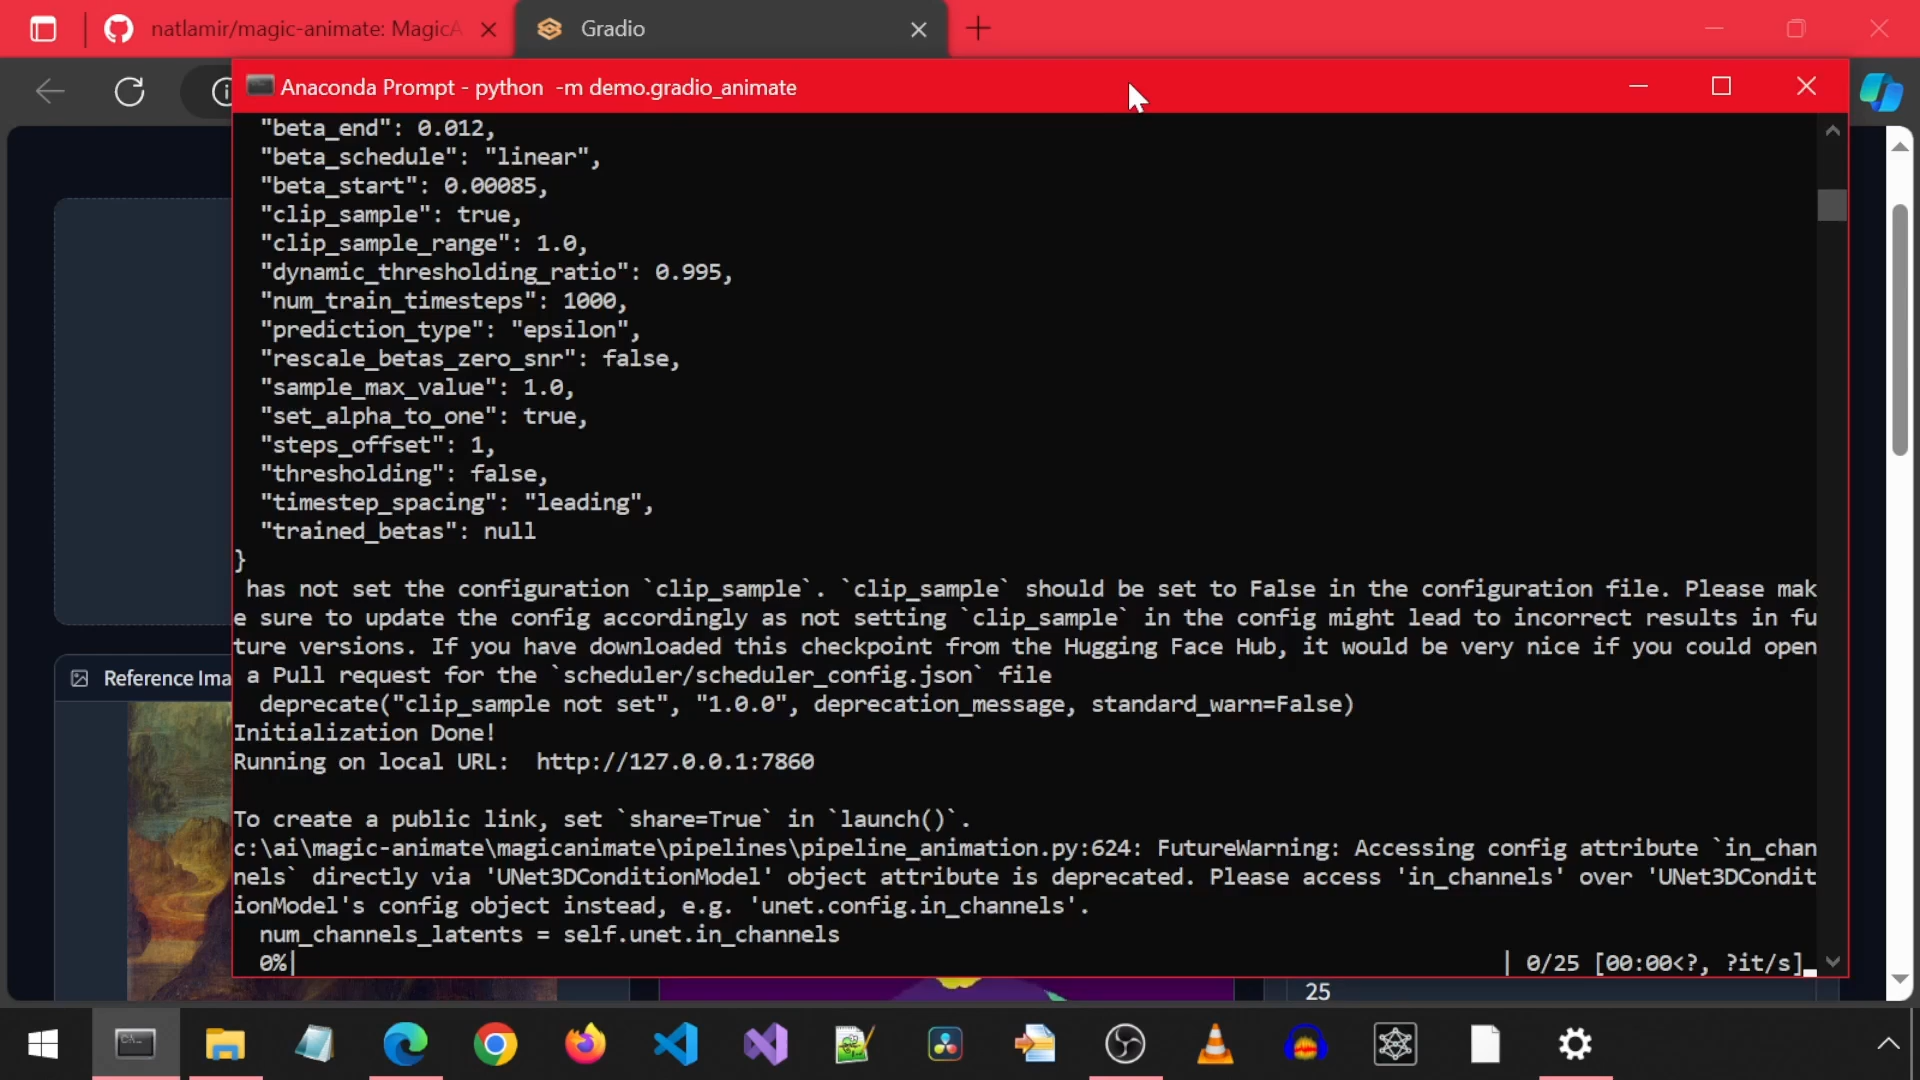 natlamir/magic-animate: MagicA
Gradio
Anaconda Prompt - python  -m demo.gradio_animate
"beta_end": 0.012,
"beta_schedule": "linear",
"beta_start": 0.00085,
"clip_sample": true,
"clip_sample_range": 1.0,
"dynamic_thresholding_ratio": 0.995,
"num_train_timesteps": 1000,
"prediction_type": "epsilon",
"rescale_betas_zero_snr": false,
"sample_max_value": 1.0,
"set_alpha_to_one": true,
"steps_offset": 1,
"thresholding": false,
"timestep_spacing": "leading",
"trained_betas": null
}
has not set the configuration `clip_sample`. `clip_sample` should be set to False in the configuration file. Please mak
e sure to update the config accordingly as not setting `clip_sample` in the config might lead to incorrect results in fu
ture versions. If you have downloaded this checkpoint from the Hugging Face Hub, it would be very nice if you could open
a Pull request for the `scheduler/scheduler_config.json` file
deprecate("clip_sample not set", "1.0.0", deprecation_message, standard_warn=False)
Initialization Done!
Running on local URL:  http://127.0.0.1:7860
To create a public link, set `share=True` in `launch()`.
c:\ai\magic-animate\magicanimate\pipelines\pipeline_animation.py:624: FutureWarning: Accessing config attribute `in_chan
nels` directly via 'UNet3DConditionModel' object attribute is deprecated. Please access 'in_channels' over 'UNet3DCondit
ionModel's config object instead, e.g. 'unet.config.in_channels'.
num_channels_latents = self.unet.in_channels
0%|  | 0/25 [00:00<?, ?it/s]
Reference Ima
25